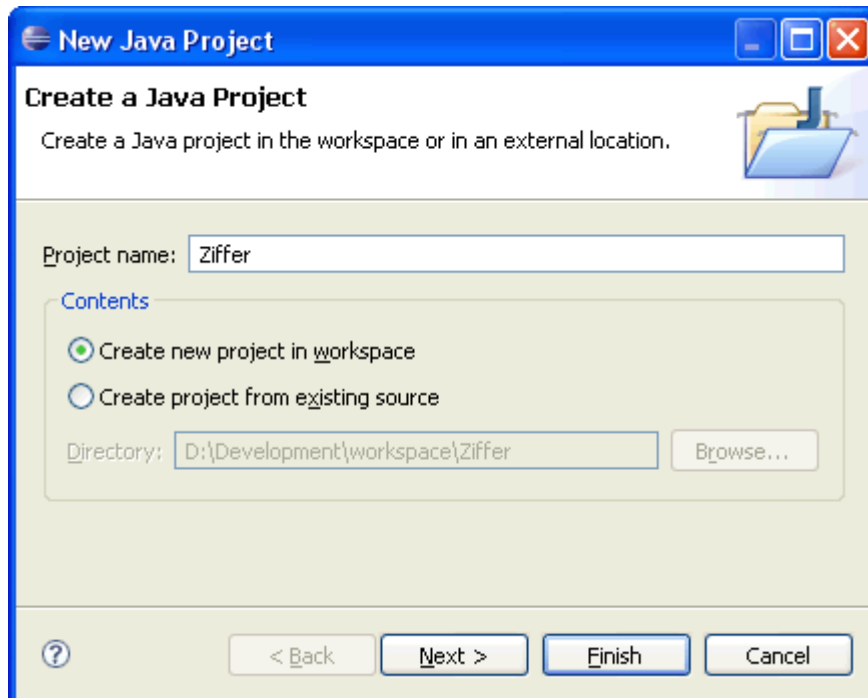 New Java Project
Create a Java Project
Create a Java project in the workspace or in an external location.
Project name: Ziffer
Contents
Create new project in workspace
Create project from existing source
Directory: D:\Development\workspace\Ziffer Browse...
? < Back Next > Finish Cancel